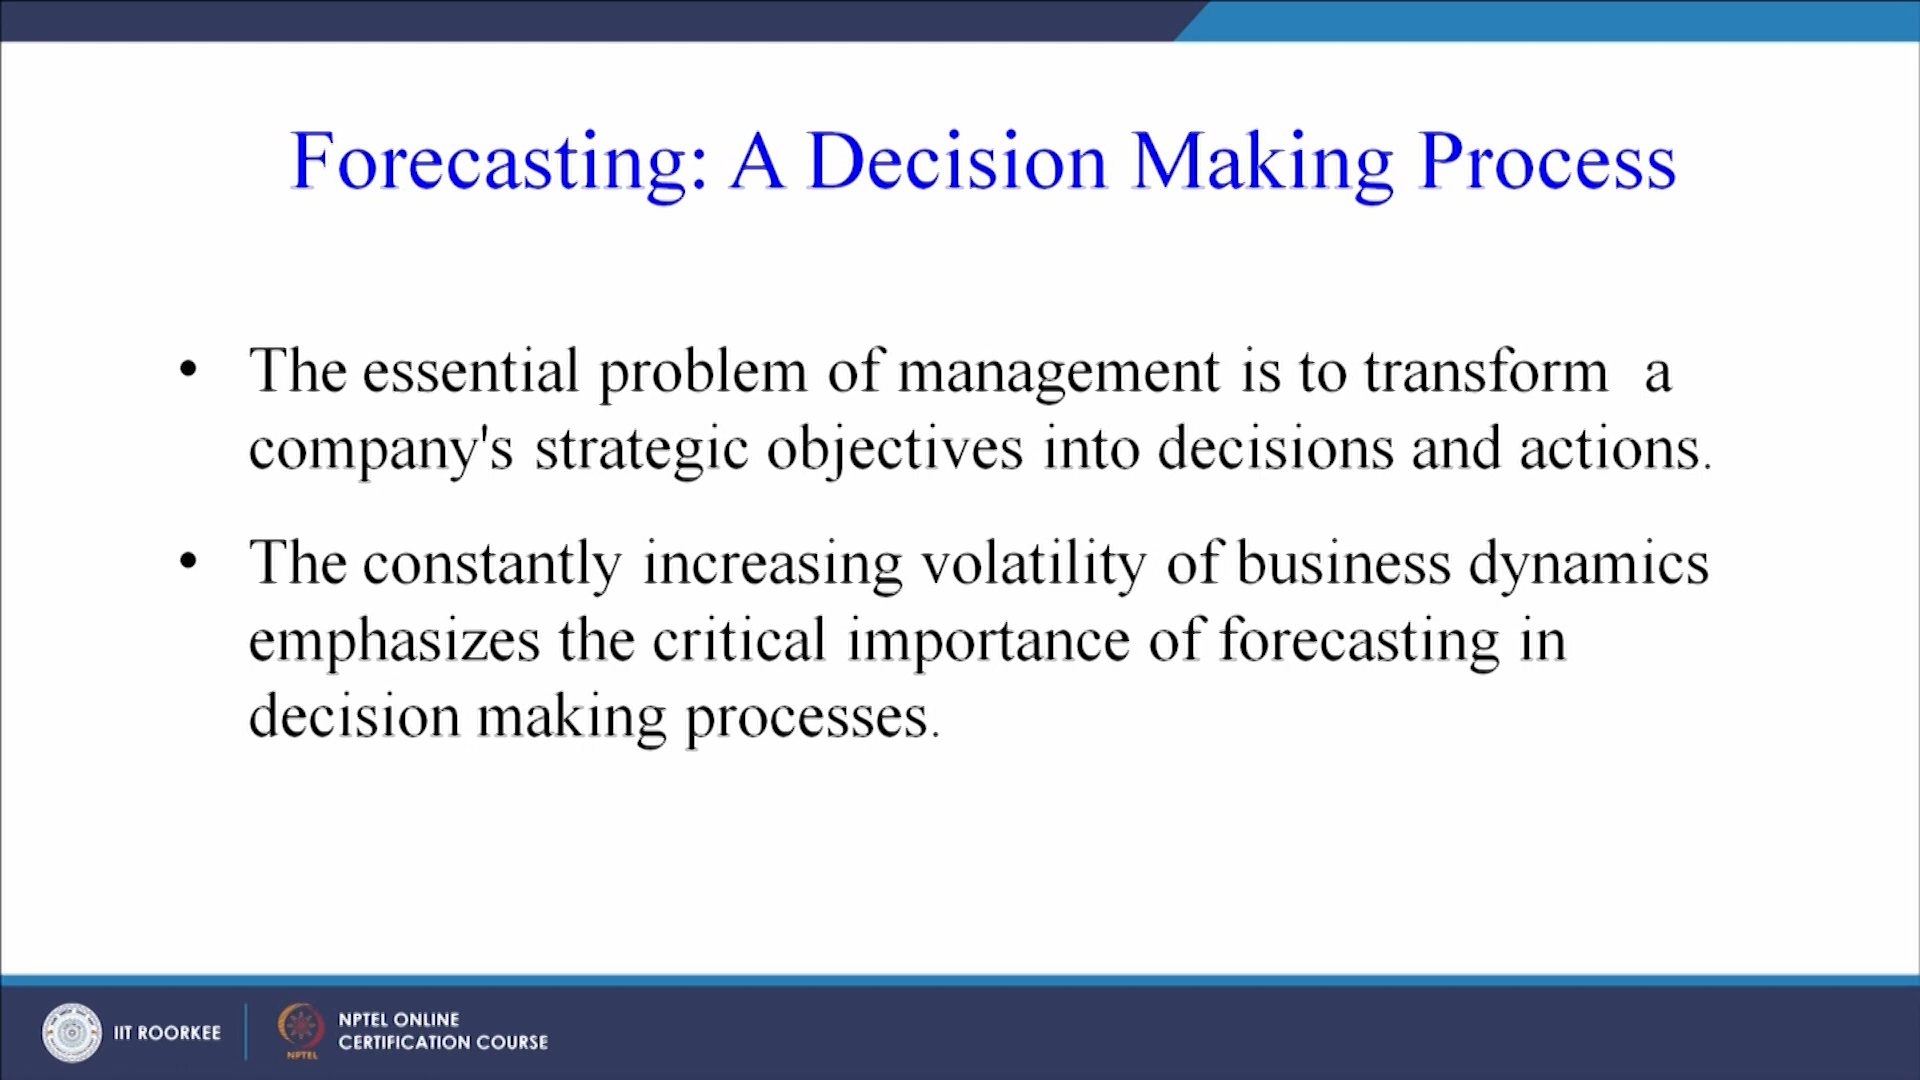 Forecasting: A Decision Making Process
• The essential problem of management is to transform  a
company's strategic objectives into decisions and actions.
• The constantly increasing volatility of business dynamics
emphasizes the critical importance of forecasting in
decision making processes.
IIT ROORKEE
NPTEL
NPTEL ONLINE
CERTIFICATION COURSE